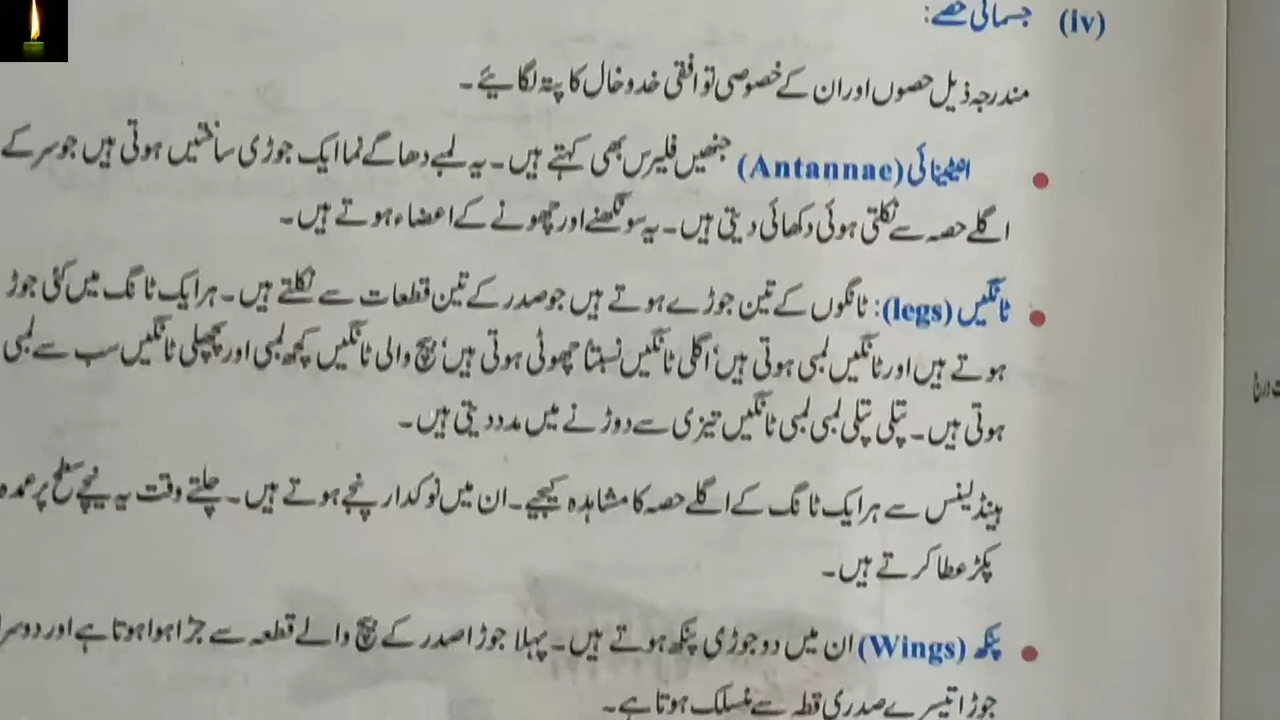 (iv) جسمانی حصے:
مندرجہ ذیل حصوں اور ان کے خصوصی توافقی خدوخال کا پتہ لگائیے۔
انٹینائی (Antannae) جنھیں فلیرس بھی کہتے ہیں۔ یہ لمبے دھاگے نما ایک جوڑی ساختیں ہوتی ہیں جو سر کے
اگلے حصہ سے نکلتی ہوئی دکھائی دیتی ہیں۔ یہ سونگھنے اور چھونے کے اعضاء ہوتے ہیں۔
ٹانگیں (legs): ٹانگوں کے تین جوڑے ہوتے ہیں جو صدر کے تین قطعات سے نکلتے ہیں۔ ہر ایک ٹانگ میں کئی جوڑ
ہوتے ہیں اور ٹانگیں لمبی ہوتی ہیں، اگلی ٹانگیں نسبتاً چھوٹی ہوتی ہیں، بیچ والی ٹانگیں کچھ لمبی اور پچھلی ٹانگیں سب سے لمبی
ہوتی ہیں۔ پتلی پتلی لمبی لمبی ٹانگیں تیزی سے دوڑنے میں مدد دیتی ہیں۔
ہینڈ لینس سے ہر ایک ٹانگ کے اگلے حصہ کا مشاہدہ کیجیے۔ ان میں نوکدار پنجے ہوتے ہیں۔ چلتے وقت یہ پنجے سطح پر عمدہ
پکڑ عطا کرتے ہیں۔
پنکھ (Wings) ان میں دو جوڑی پنکھ ہوتے ہیں۔ پہلا جوڑا صدر کے بیچ والے قطعہ سے جڑا ہوا ہوتا ہے اور دوسرا
جوڑا تیسرے صدری قطہ سے منسلک ہوتا ہے۔